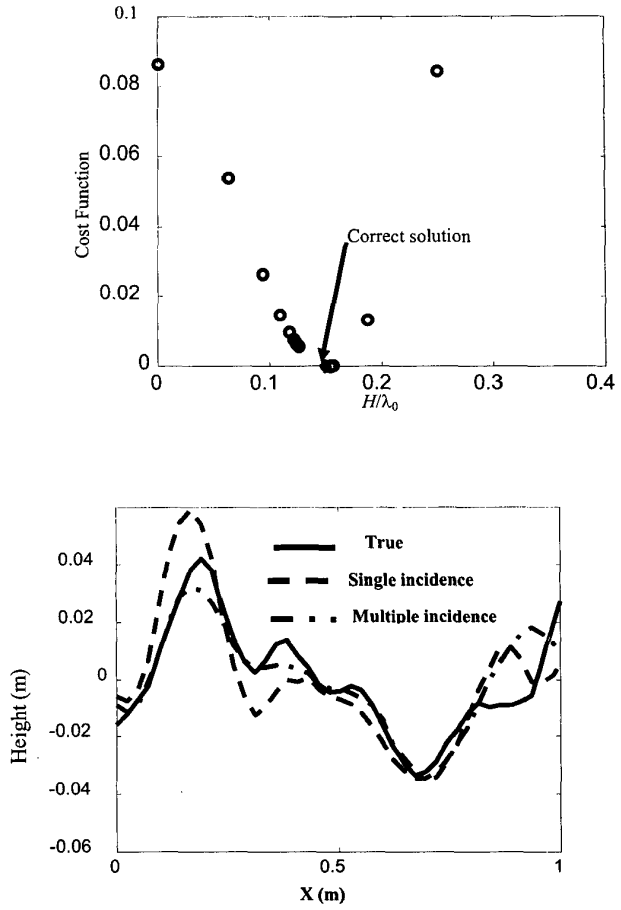 0.1
0.08
0.06
0.04
0.02
0
Cost Function
Correct solution
0 0.1 0.2 0.3 0.4
H/λ₀
0.04
0.02
0
-0.02
-0.04
-0.06
Height (m)
True
Single incidence
Multiple incidence
0 0.5 1
X (m)